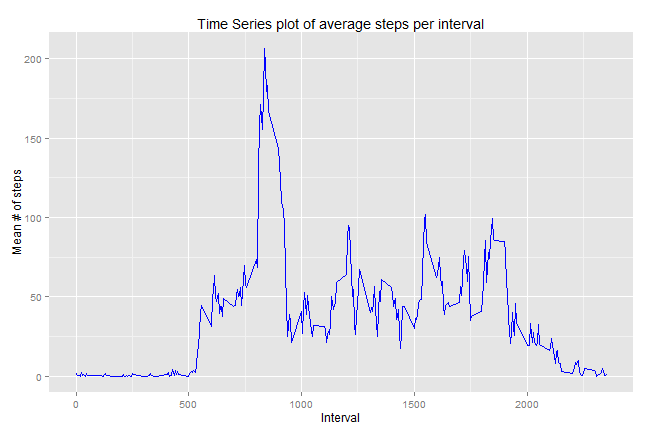 Time Series plot of average steps per interval
Mean # of steps
200
150
100
50
0
0 500 1000 1500 2000
Interval